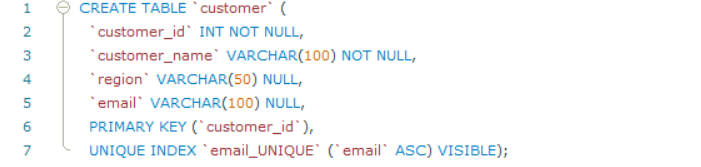 1 CREATE TABLE `customer` (
2 `customer_id` INT NOT NULL,
3 `customer_name` VARCHAR(100) NOT NULL,
4 `region` VARCHAR(50) NULL,
5 `email` VARCHAR(100) NULL,
6 PRIMARY KEY (`customer_id`),
7 UNIQUE INDEX `email_UNIQUE` (`email` ASC) VISIBLE);